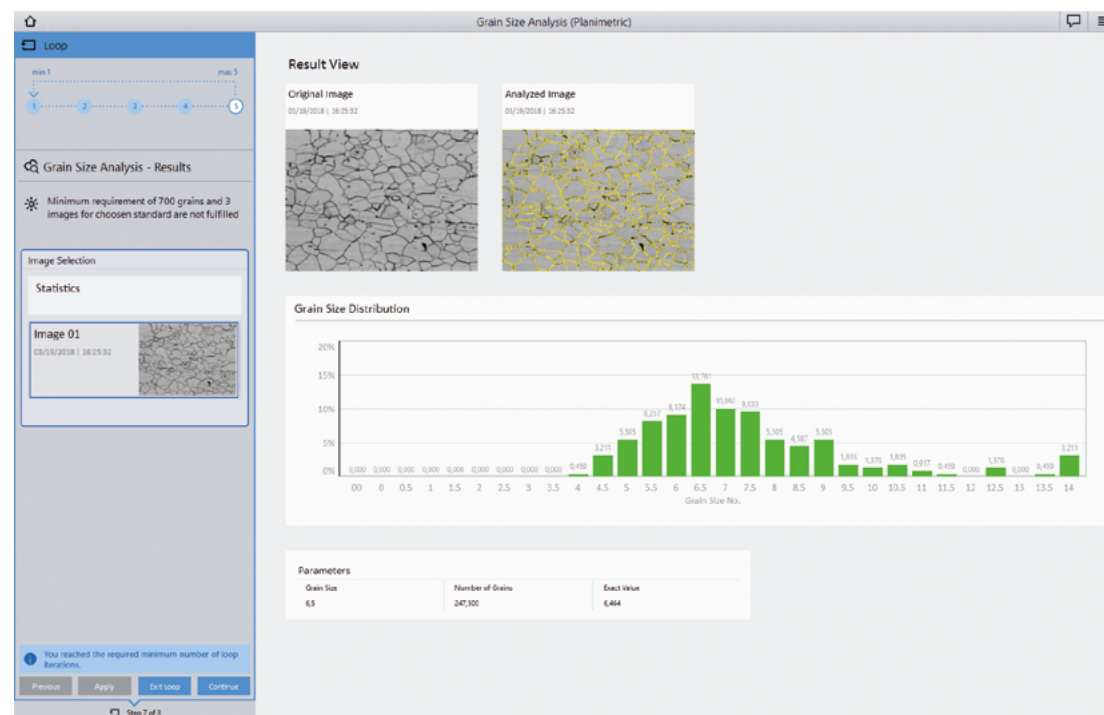 Grain Size Analysis (Planimetric)
Loop
min 1
max 5
1
2
3
4
5
Grain Size Analysis - Results
Minimum requirement of 700 grains and 3
images for choosen standard are not fulfilled
Image Selection
Statistics
Image 01
03/19/2018 | 16:25:32
You reached the required minimum number of loop
iterations.
Previous
Apply
Exit Loop
Continue
Step 7 of 8
Result View
Original Image
03/19/2018 | 16:25:32
Analyzed Image
03/19/2018 | 16:25:32
Grain Size Distribution
20%
15%
10%
5%
0%
0,000 0,000 0,000 0,000 0,000 0,000 0,000 0,000 0,000 0,459 3,211 5,505 8,257 9,174 13,761 10,092 9,633 5,505 4,587 5,505 1,835 1,376 1,835 0,917 0,459 0,000 1,376 0,000 0,459 3,211
00 0 0.5 1 1.5 2 2.5 3 3.5 4 4.5 5 5.5 6 6.5 7 7.5 8 8.5 9 9.5 10 10.5 11 11.5 12 12.5 13 13.5 14
Grain Size No.
Parameters
Grain Size
Number of Grains
Exact Value
6,5
247,500
6,464